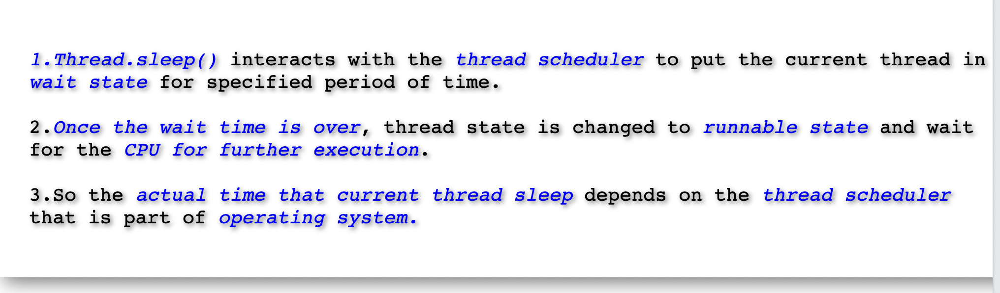 1.Thread.sleep() interacts with the thread scheduler to put the current thread in
wait state for specified period of time.
2.Once the wait time is over, thread state is changed to runnable state and wait
for the CPU for further execution.
3.So the actual time that current thread sleep depends on the thread scheduler
that is part of operating system.